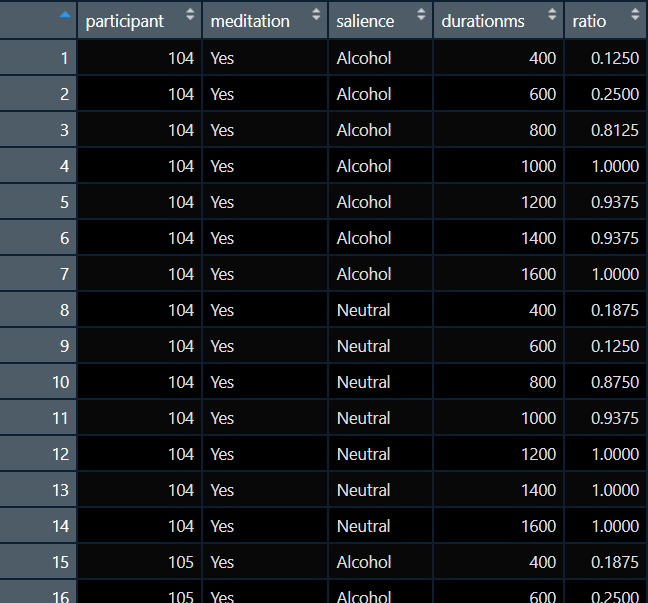 participant meditation salience durationms ratio
1 104 Yes Alcohol 400 0.1250
2 104 Yes Alcohol 600 0.2500
3 104 Yes Alcohol 800 0.8125
4 104 Yes Alcohol 1000 1.0000
5 104 Yes Alcohol 1200 0.9375
6 104 Yes Alcohol 1400 0.9375
7 104 Yes Alcohol 1600 1.0000
8 104 Yes Neutral 400 0.1875
9 104 Yes Neutral 600 0.1250
10 104 Yes Neutral 800 0.8750
11 104 Yes Neutral 1000 0.9375
12 104 Yes Neutral 1200 1.0000
13 104 Yes Neutral 1400 1.0000
14 104 Yes Neutral 1600 1.0000
15 105 Yes Alcohol 400 0.1875
16 105 Yes Alcohol 600 0.2500